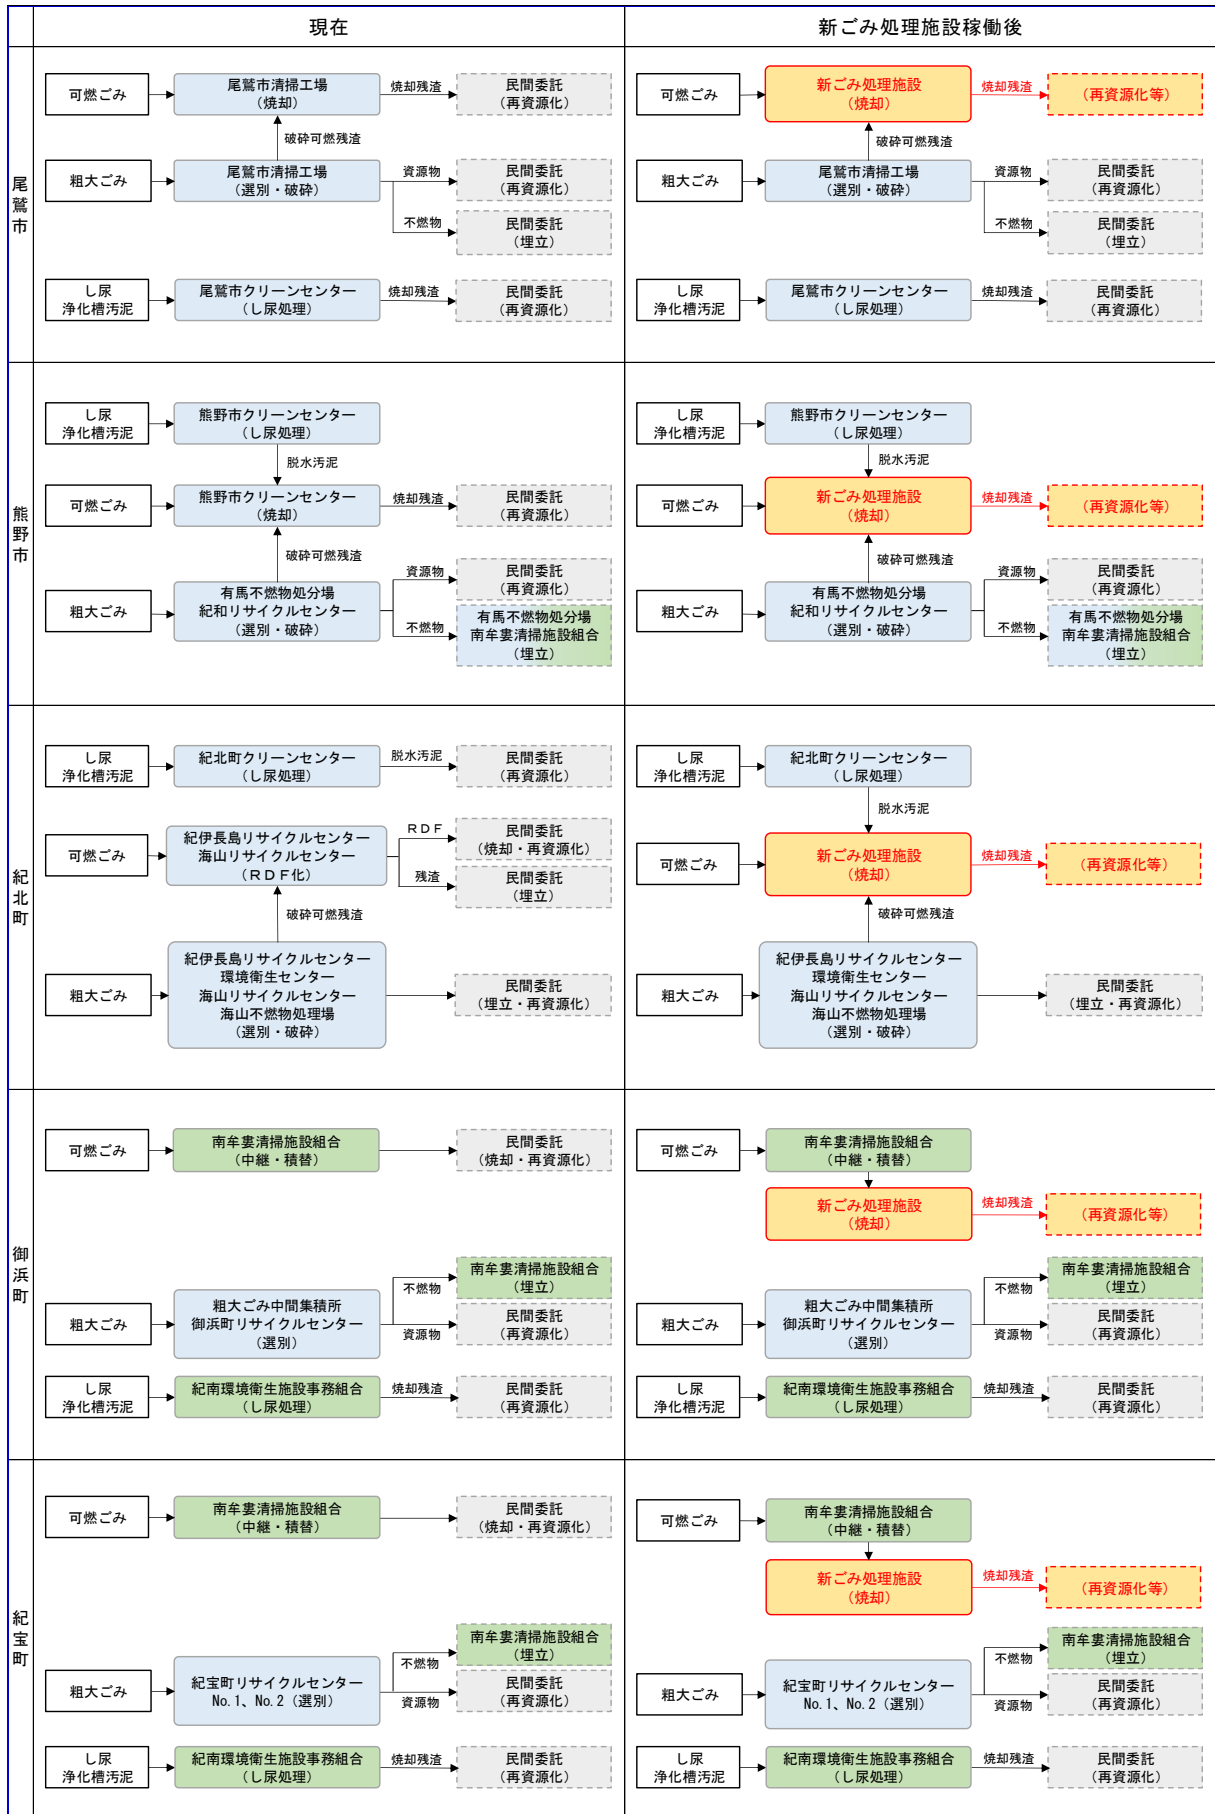 現在
新ごみ処理施設稼働後
尾鷲市
可燃ごみ
尾鷲市清掃工場
(焼却)
焼却残渣
民間委託
(再資源化)
破砕可燃残渣
粗大ごみ
尾鷲市清掃工場
(選別・破砕)
資源物
民間委託
(再資源化)
不燃物
民間委託
(埋立)
し尿
浄化槽汚泥
尾鷲市クリーンセンター
(し尿処理)
焼却残渣
民間委託
(再資源化)
可燃ごみ
新ごみ処理施設
(焼却)
焼却残渣
(再資源化等)
破砕可燃残渣
粗大ごみ
尾鷲市清掃工場
(選別・破砕)
資源物
民間委託
(再資源化)
不燃物
民間委託
(埋立)
し尿
浄化槽汚泥
尾鷲市クリーンセンター
(し尿処理)
焼却残渣
民間委託
(再資源化)
熊野市
し尿
浄化槽汚泥
熊野市クリーンセンター
(し尿処理)
脱水汚泥
可燃ごみ
熊野市クリーンセンター
(焼却)
焼却残渣
民間委託
(再資源化)
破砕可燃残渣
粗大ごみ
有馬不燃物処分場
紀和リサイクルセンター
(選別・破砕)
資源物
民間委託
(再資源化)
不燃物
有馬不燃物処分場
南牟婁清掃施設組合
(埋立)
し尿
浄化槽汚泥
熊野市クリーンセンター
(し尿処理)
脱水汚泥
可燃ごみ
新ごみ処理施設
(焼却)
焼却残渣
(再資源化等)
破砕可燃残渣
粗大ごみ
有馬不燃物処分場
紀和リサイクルセンター
(選別・破砕)
資源物
民間委託
(再資源化)
不燃物
有馬不燃物処分場
南牟婁清掃施設組合
(埋立)
紀北町
し尿
浄化槽汚泥
紀北町クリーンセンター
(し尿処理)
脱水汚泥
民間委託
(再資源化)
可燃ごみ
紀伊長島リサイクルセンター
海山リサイクルセンター
(RDF化)
RDF
民間委託
(焼却・再資源化)
残渣
民間委託
(埋立)
破砕可燃残渣
粗大ごみ
紀伊長島リサイクルセンター
環境衛生センター
海山リサイクルセンター
海山不燃物処理場
(選別・破砕)
民間委託
(埋立・再資源化)
し尿
浄化槽汚泥
紀北町クリーンセンター
(し尿処理)
脱水汚泥
可燃ごみ
新ごみ処理施設
(焼却)
焼却残渣
(再資源化等)
破砕可燃残渣
粗大ごみ
紀伊長島リサイクルセンター
環境衛生センター
海山リサイクルセンター
海山不燃物処理場
(選別・破砕)
民間委託
(埋立・再資源化)
御浜町
可燃ごみ
南牟婁清掃施設組合
(中継・積替)
民間委託
(焼却・再資源化)
粗大ごみ
粗大ごみ中間集積所
御浜町リサイクルセンター
(選別)
不燃物
南牟婁清掃施設組合
(埋立)
資源物
民間委託
(再資源化)
し尿
浄化槽汚泥
紀南環境衛生施設事務組合
(し尿処理)
焼却残渣
民間委託
(再資源化)
可燃ごみ
南牟婁清掃施設組合
(中継・積替)
新ごみ処理施設
(焼却)
焼却残渣
(再資源化等)
粗大ごみ
粗大ごみ中間集積所
御浜町リサイクルセンター
(選別)
不燃物
南牟婁清掃施設組合
(埋立)
資源物
民間委託
(再資源化)
し尿
浄化槽汚泥
紀南環境衛生施設事務組合
(し尿処理)
焼却残渣
民間委託
(再資源化)
紀宝町
可燃ごみ
南牟婁清掃施設組合
(中継・積替)
民間委託
(焼却・再資源化)
粗大ごみ
紀宝町リサイクルセンター
No.1、No.2(選別)
不燃物
南牟婁清掃施設組合
(埋立)
資源物
民間委託
(再資源化)
し尿
浄化槽汚泥
紀南環境衛生施設事務組合
(し尿処理)
焼却残渣
民間委託
(再資源化)
可燃ごみ
南牟婁清掃施設組合
(中継・積替)
新ごみ処理施設
(焼却)
焼却残渣
(再資源化等)
粗大ごみ
紀宝町リサイクルセンター
No.1、No.2(選別)
不燃物
南牟婁清掃施設組合
(埋立)
資源物
民間委託
(再資源化)
し尿
浄化槽汚泥
紀南環境衛生施設事務組合
(し尿処理)
焼却残渣
民間委託
(再資源化)